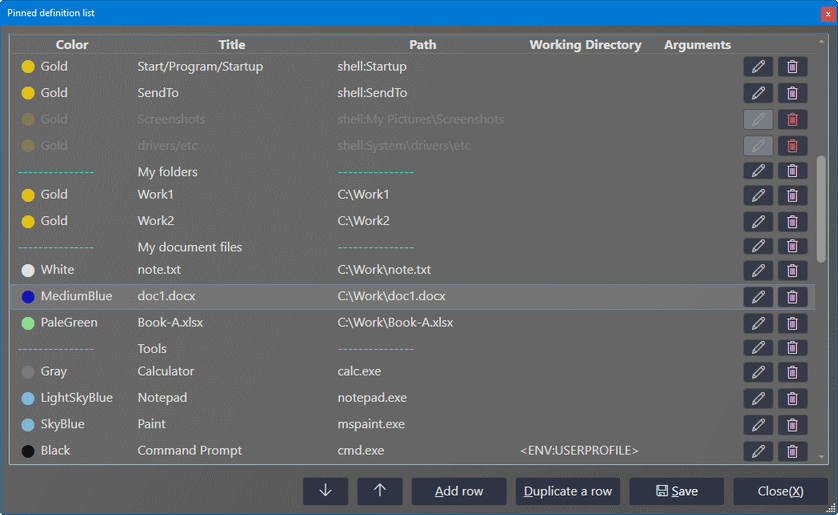 Pinned definition list x
Color Title Path Working Directory Arguments
Gold Start/Program/Startup shell:Startup
Gold SendTo shell:SendTo
Gold Screenshots shell:My Pictures\Screenshots
Gold drivers/etc shell:System\drivers\etc
--------------- My folders ---------------
Gold Work1 C:\Work1
Gold Work2 C:\Work2
--------------- My document files ---------------
White note.txt C:\Work\note.txt
MediumBlue doc1.docx C:\Work\doc1.docx
PaleGreen Book-A.xlsx C:\Work\Book-A.xlsx
--------------- Tools ---------------
Gray Calculator calc.exe
LightSkyBlue Notepad notepad.exe
SkyBlue Paint mspaint.exe
Black Command Prompt cmd.exe <ENV:USERPROFILE>
↓ ↑ Add row Duplicate a row Save Close(X)